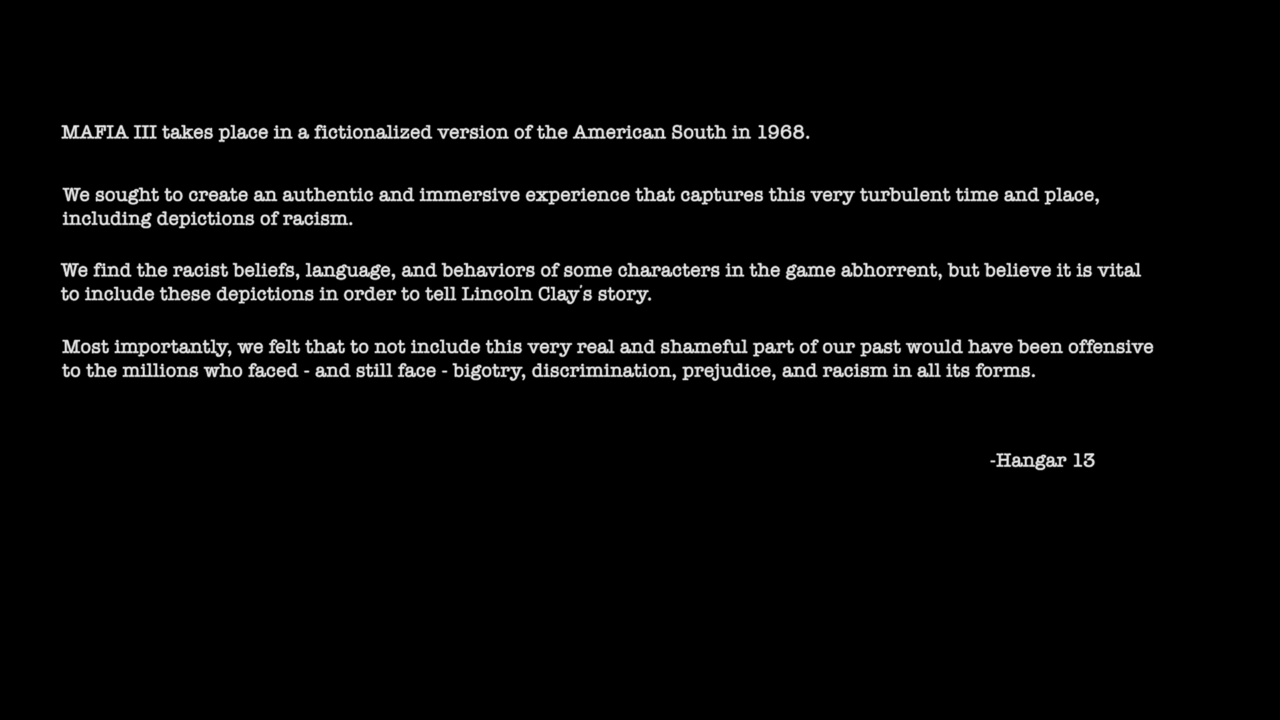 MAFIA III takes place in a fictionalized version of the American South in 1968.
We sought to create an authentic and immersive experience that captures this very turbulent time and place,
including depictions of racism.
We find the racist beliefs, language, and behaviors of some characters in the game abhorrent, but believe it is vital
to include these depictions in order to tell Lincoln Clay's story.
Most importantly, we felt that to not include this very real and shameful part of our past would have been offensive
to the millions who faced - and still face - bigotry, discrimination, prejudice, and racism in all its forms.
-Hangar 13